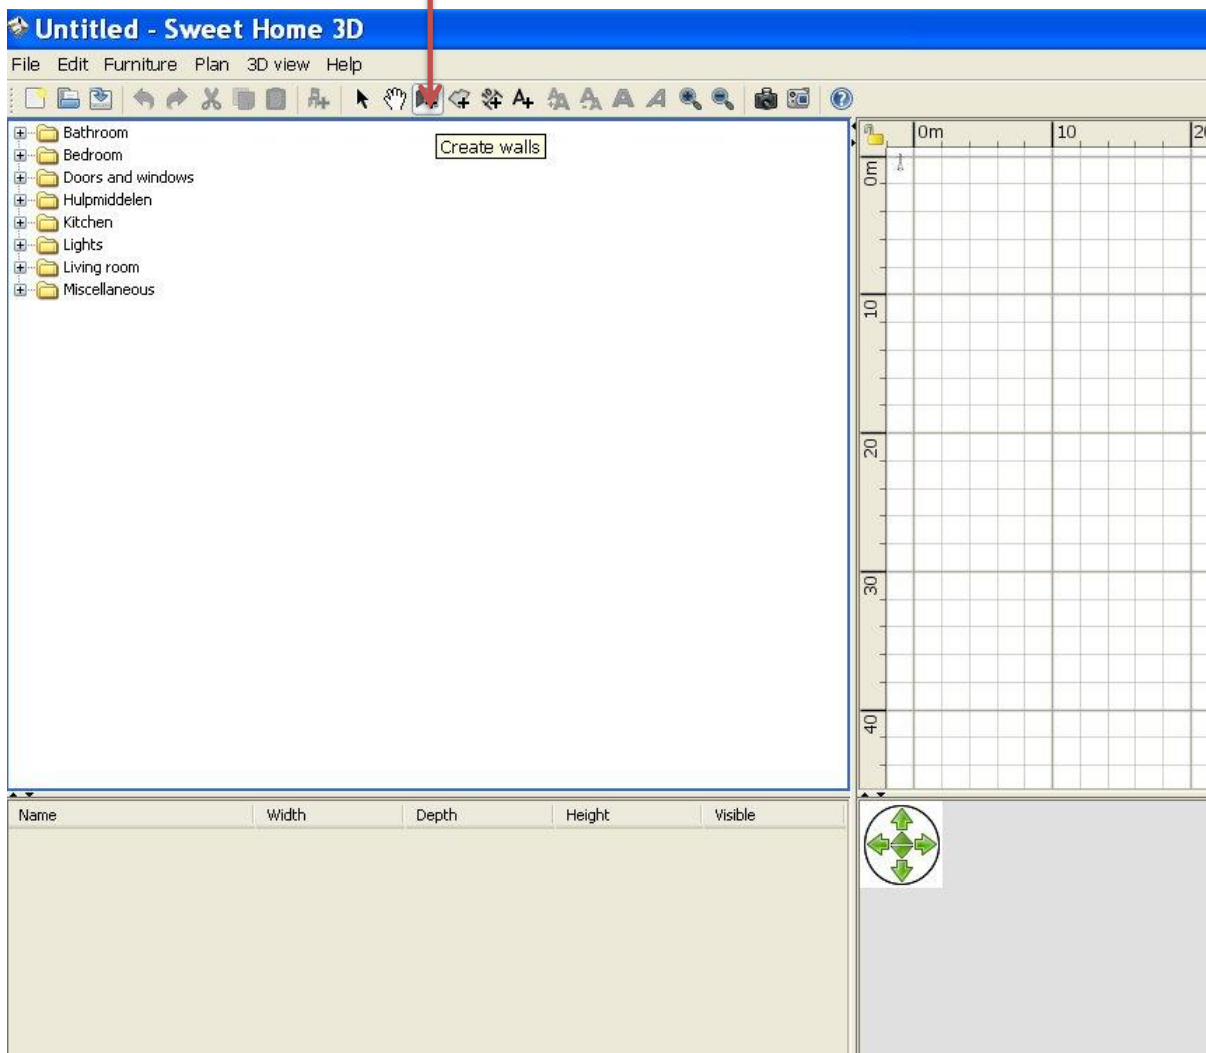 Untitled - Sweet Home 3D
File Edit Furniture Plan 3D view Help
Create walls
Bathroom
Bedroom
Doors and windows
Hulpmiddelen
Kitchen
Lights
Living room
Miscellaneous
0m 10 20
0m
10
20
30
40
Name Width Depth Height Visible